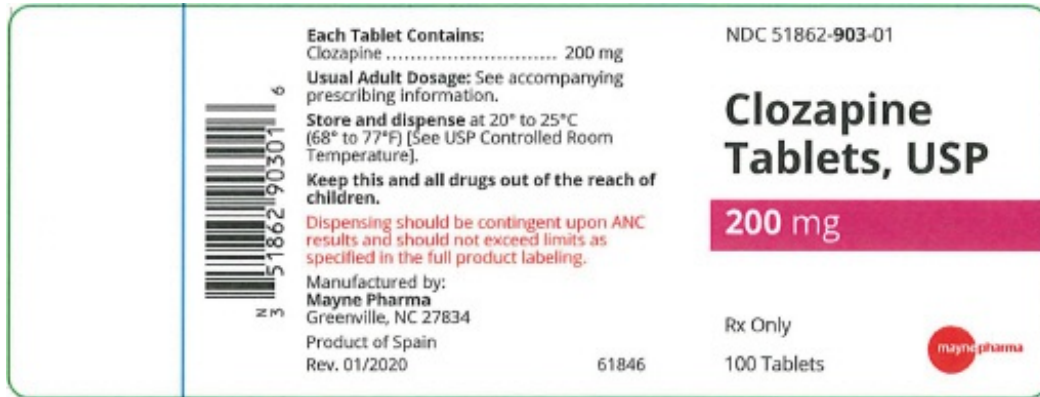 Each Tablet Contains:
Clozapine ............................ 200 mg
Usual Adult Dosage: See accompanying
prescribing information.
Store and dispense at 20° to 25°C
(68° to 77°F) [See USP Controlled Room
Temperature].
Keep this and all drugs out of the reach of
children.
Dispensing should be contingent upon ANC
results and should not exceed limits as
specified in the full product labeling.
Manufactured by:
Mayne Pharma
Greenville, NC 27834
Product of Spain
Rev. 01/2020 61846
N
3 51862 90301 6
NDC 51862-903-01
Clozapine
Tablets, USP
200 mg
Rx Only
100 Tablets
maynepharma